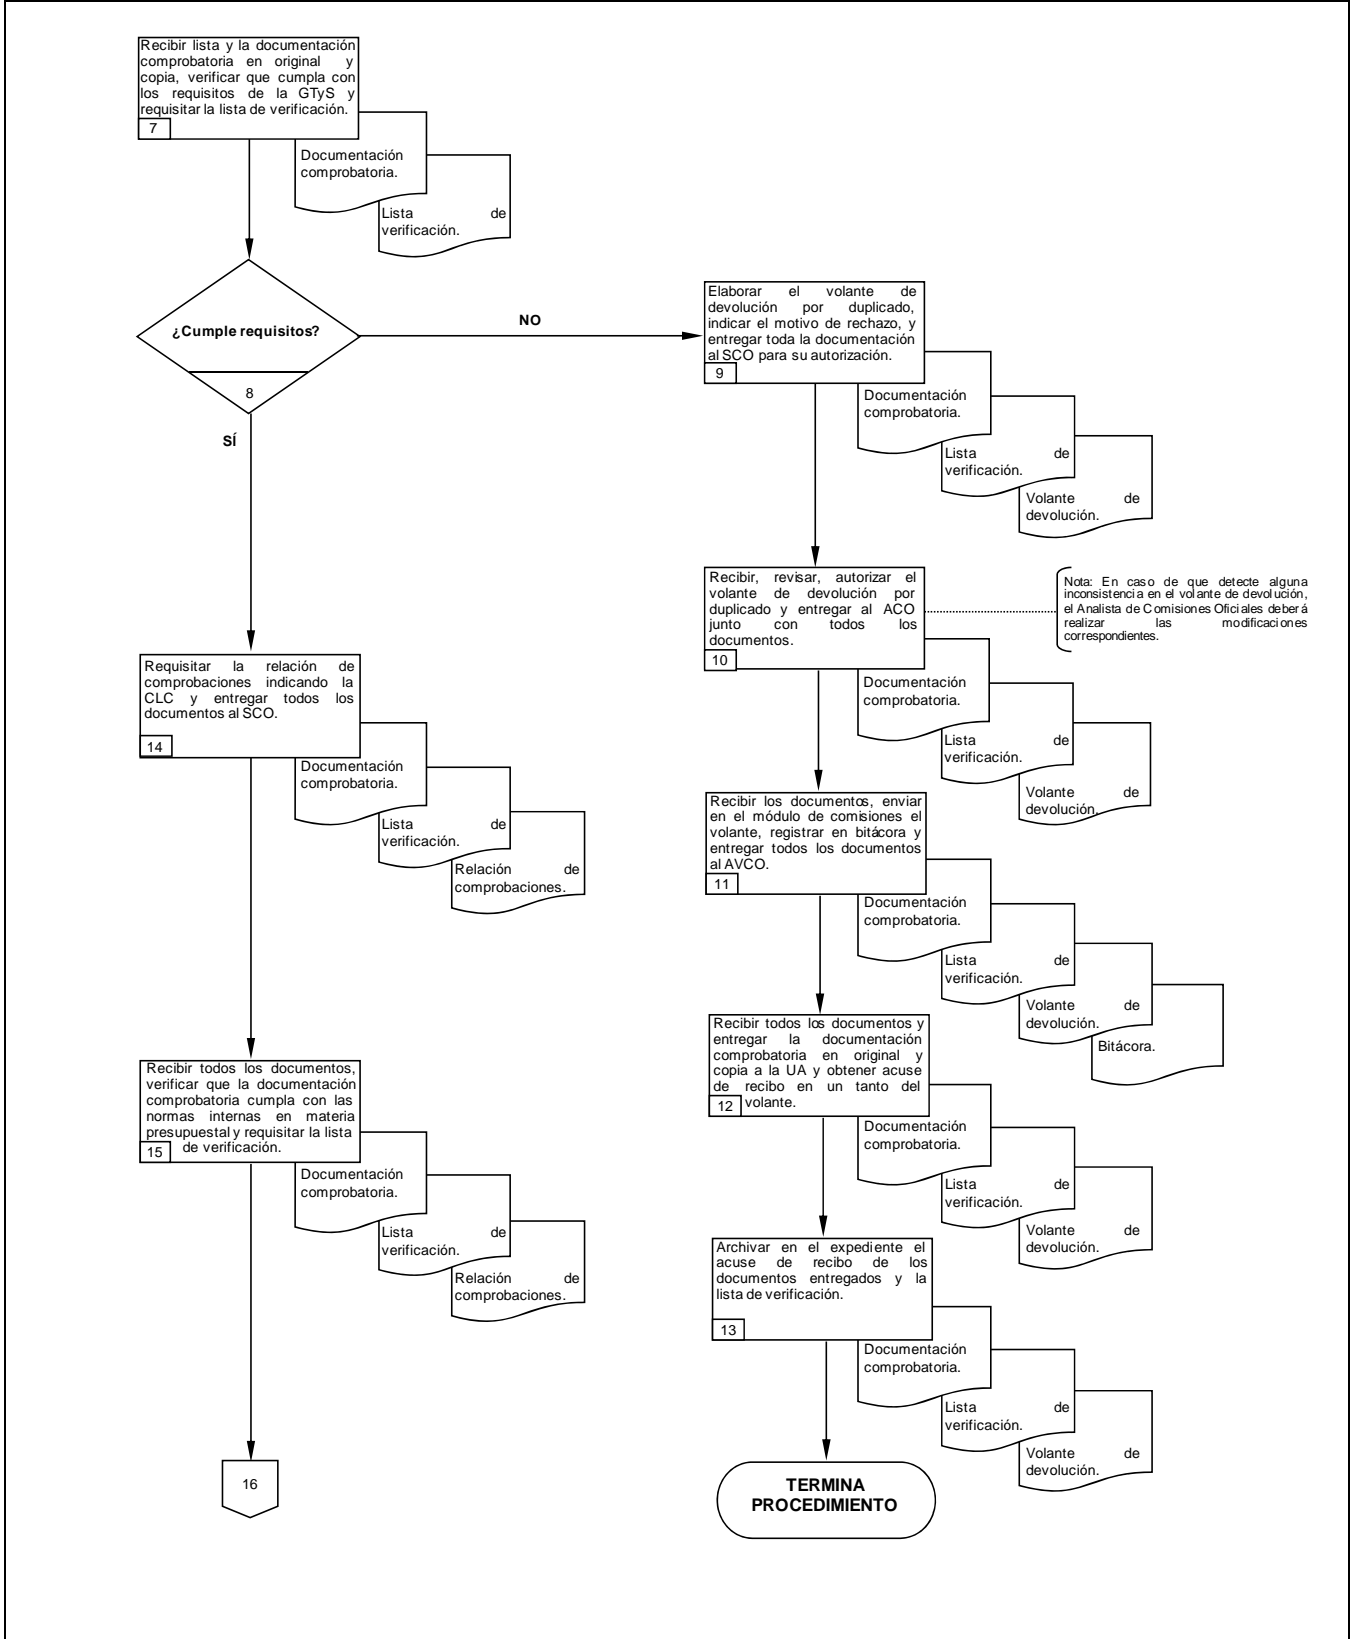 Recibir lista y la documentación
comprobatoria en original y
copia, verificar que cumpla con
los requisitos de la GTyS y
requisitar la lista de verificación.
7
Documentación
comprobatoria.
Lista de
verificación.
¿Cumple requisitos?
8
NO
SÍ
Elaborar el volante de
devolución por duplicado,
indicar el motivo de rechazo, y
entregar toda la documentación
al SCO para su autorización.
9
Documentación
comprobatoria.
Lista de
verificación.
Volante de
devolución.
Recibir, revisar, autorizar el
volante de devolución por
duplicado y entregar al ACO
junto con todos los
documentos.
10
Nota: En caso de que detecte alguna
inconsistencia en el volante de devolución,
el Analista de Comisiones Oficiales deberá
realizar las modificaciones
correspondientes.
Documentación
comprobatoria.
Lista de
verificación.
Volante de
devolución.
Requisitar la relación de
comprobaciones indicando la
CLC y entregar todos los
documentos al SCO.
14
Documentación
comprobatoria.
Lista de
verificación.
Relación de
comprobaciones.
Recibir los documentos, enviar
en el módulo de comisiones el
volante, registrar en bitácora y
entregar todos los documentos
al AVCO.
11
Documentación
comprobatoria.
Lista de
verificación.
Volante de
devolución.
Bitácora.
Recibir todos los documentos y
entregar la documentación
comprobatoria en original y
copia a la UA y obtener acuse
de recibo en un tanto del
volante.
12
Documentación
comprobatoria.
Lista de
verificación.
Volante de
devolución.
Recibir todos los documentos,
verificar que la documentación
comprobatoria cumpla con las
normas internas en materia
presupuestal y requisitar la lista
de verificación.
15
Documentación
comprobatoria.
Lista de
verificación.
Relación de
comprobaciones.
Archivar en el expediente el
acuse de recibo de los
documentos entregados y la
lista de verificación.
13
Documentación
comprobatoria.
Lista de
verificación.
Volante de
devolución.
16
TERMINA
PROCEDIMIENTO